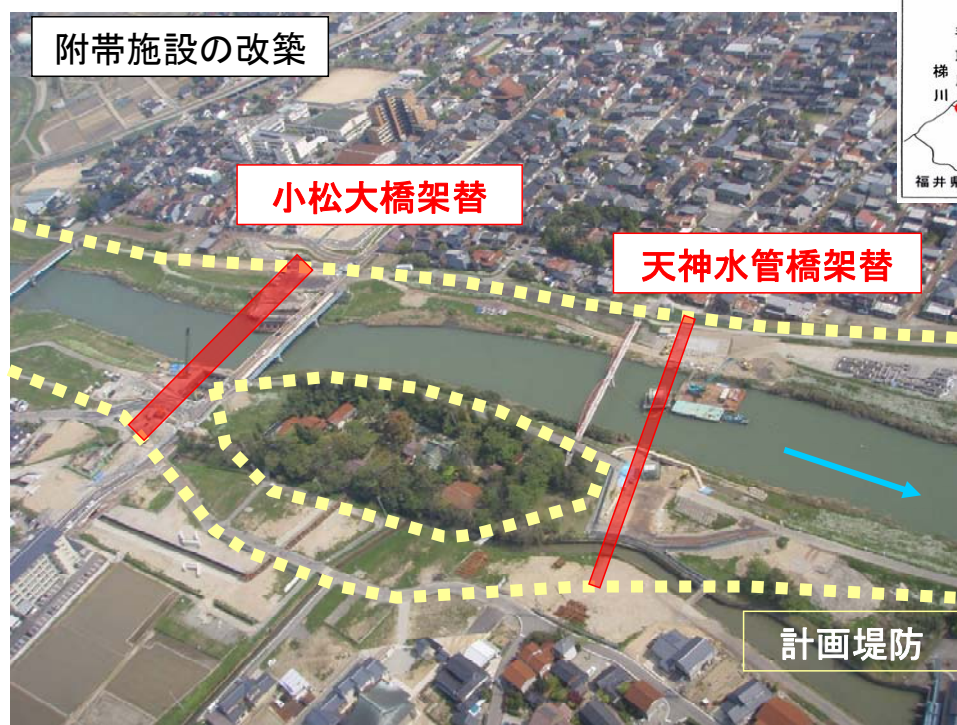 附帯施設の改築
小松大橋架替
天神水管橋架替
計画堤防
梯
川
福井県